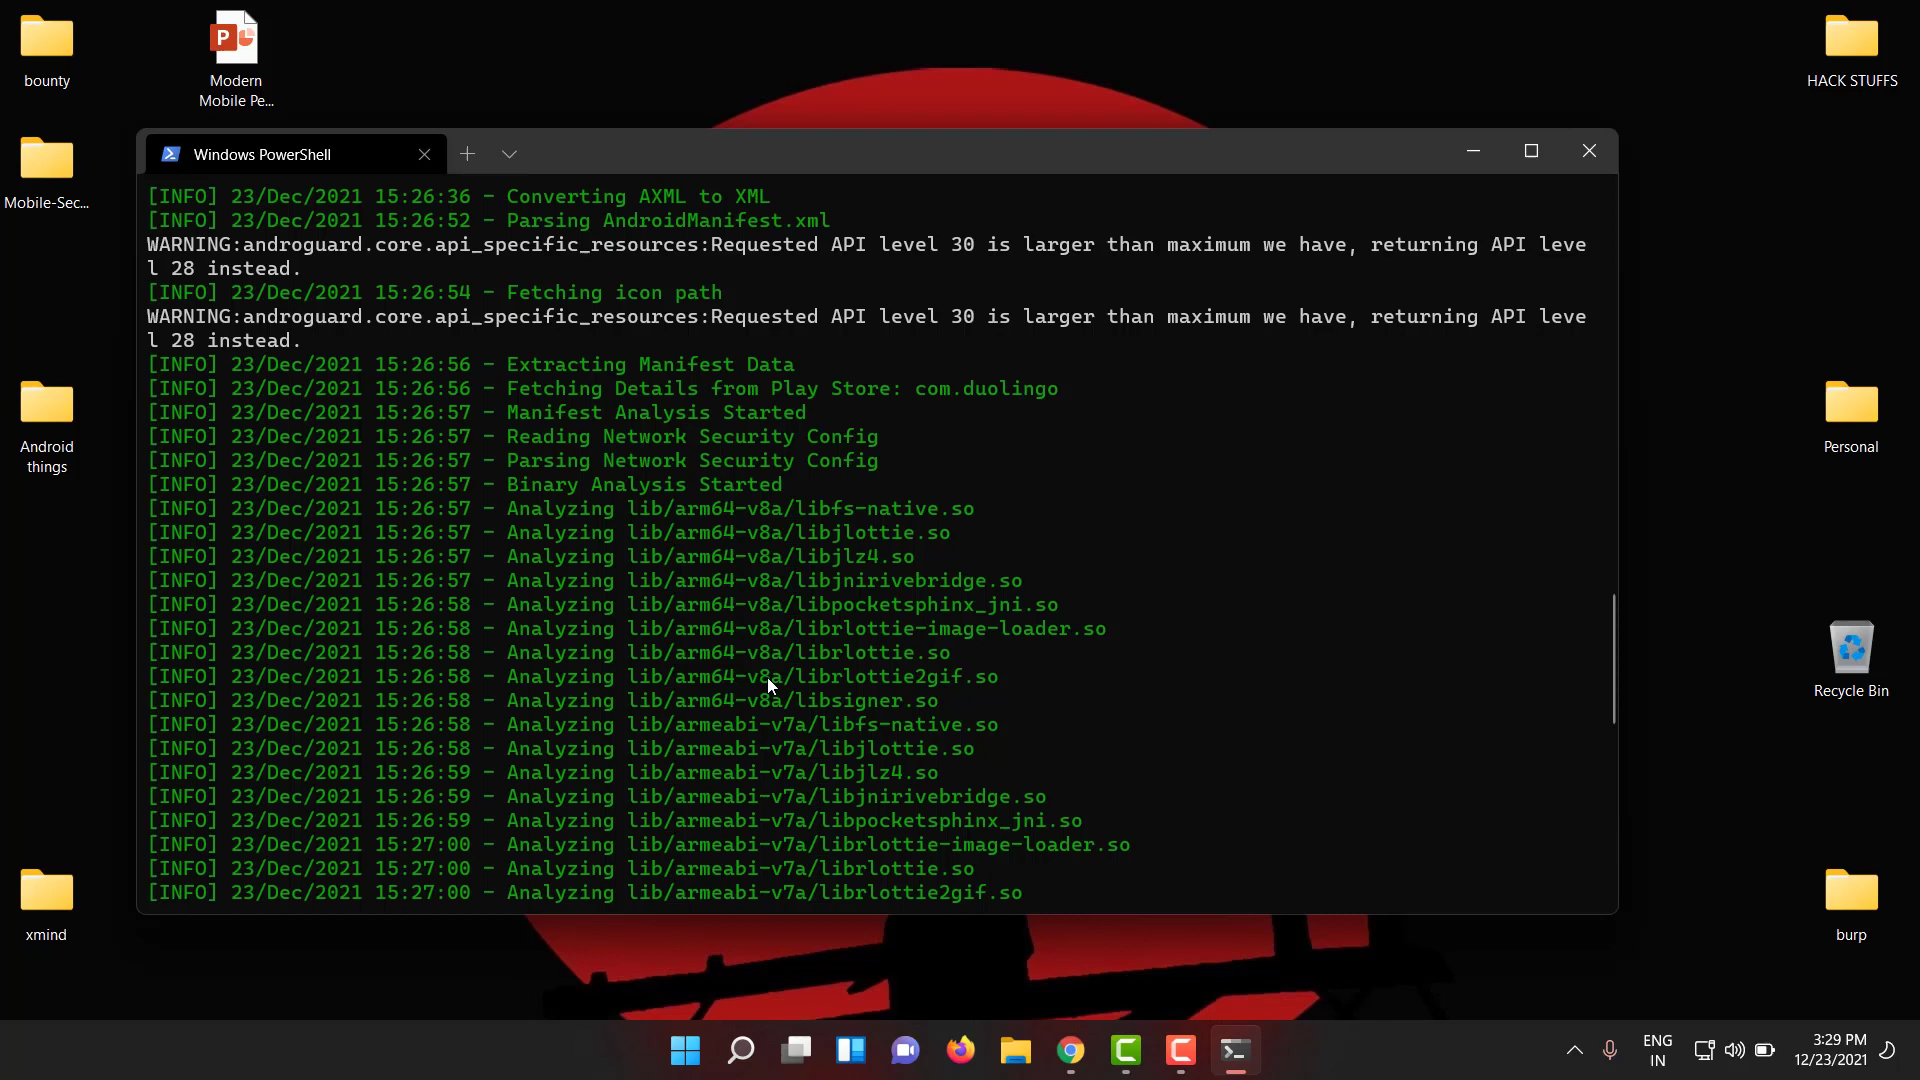 bounty
Modern
Mobile Pe...
HACK STUFFS
Mobile-Sec...
Android
things
Personal
Recycle Bin
xmind
burp
Windows PowerShell
[INFO] 23/Dec/2021 15:26:36 - Converting AXML to XML
[INFO] 23/Dec/2021 15:26:52 - Parsing AndroidManifest.xml
WARNING:androguard.core.api_specific_resources:Requested API level 30 is larger than maximum we have, returning API leve
l 28 instead.
[INFO] 23/Dec/2021 15:26:54 - Fetching icon path
WARNING:androguard.core.api_specific_resources:Requested API level 30 is larger than maximum we have, returning API leve
l 28 instead.
[INFO] 23/Dec/2021 15:26:56 - Extracting Manifest Data
[INFO] 23/Dec/2021 15:26:56 - Fetching Details from Play Store: com.duolingo
[INFO] 23/Dec/2021 15:26:57 - Manifest Analysis Started
[INFO] 23/Dec/2021 15:26:57 - Reading Network Security Config
[INFO] 23/Dec/2021 15:26:57 - Parsing Network Security Config
[INFO] 23/Dec/2021 15:26:57 - Binary Analysis Started
[INFO] 23/Dec/2021 15:26:57 - Analyzing lib/arm64-v8a/libfs-native.so
[INFO] 23/Dec/2021 15:26:57 - Analyzing lib/arm64-v8a/libjlottie.so
[INFO] 23/Dec/2021 15:26:57 - Analyzing lib/arm64-v8a/libjlz4.so
[INFO] 23/Dec/2021 15:26:57 - Analyzing lib/arm64-v8a/libjnirivebridge.so
[INFO] 23/Dec/2021 15:26:58 - Analyzing lib/arm64-v8a/libpocketsphinx_jni.so
[INFO] 23/Dec/2021 15:26:58 - Analyzing lib/arm64-v8a/librlottie-image-loader.so
[INFO] 23/Dec/2021 15:26:58 - Analyzing lib/arm64-v8a/librlottie.so
[INFO] 23/Dec/2021 15:26:58 - Analyzing lib/arm64-v8a/librlottie2gif.so
[INFO] 23/Dec/2021 15:26:58 - Analyzing lib/arm64-v8a/libsigner.so
[INFO] 23/Dec/2021 15:26:58 - Analyzing lib/armeabi-v7a/libfs-native.so
[INFO] 23/Dec/2021 15:26:58 - Analyzing lib/armeabi-v7a/libjlottie.so
[INFO] 23/Dec/2021 15:26:59 - Analyzing lib/armeabi-v7a/libjlz4.so
[INFO] 23/Dec/2021 15:26:59 - Analyzing lib/armeabi-v7a/libjnirivebridge.so
[INFO] 23/Dec/2021 15:26:59 - Analyzing lib/armeabi-v7a/libpocketsphinx_jni.so
[INFO] 23/Dec/2021 15:27:00 - Analyzing lib/armeabi-v7a/librlottie-image-loader.so
[INFO] 23/Dec/2021 15:27:00 - Analyzing lib/armeabi-v7a/librlottie.so
[INFO] 23/Dec/2021 15:27:00 - Analyzing lib/armeabi-v7a/librlottie2gif.so
ENG
IN
3:29 PM
12/23/2021